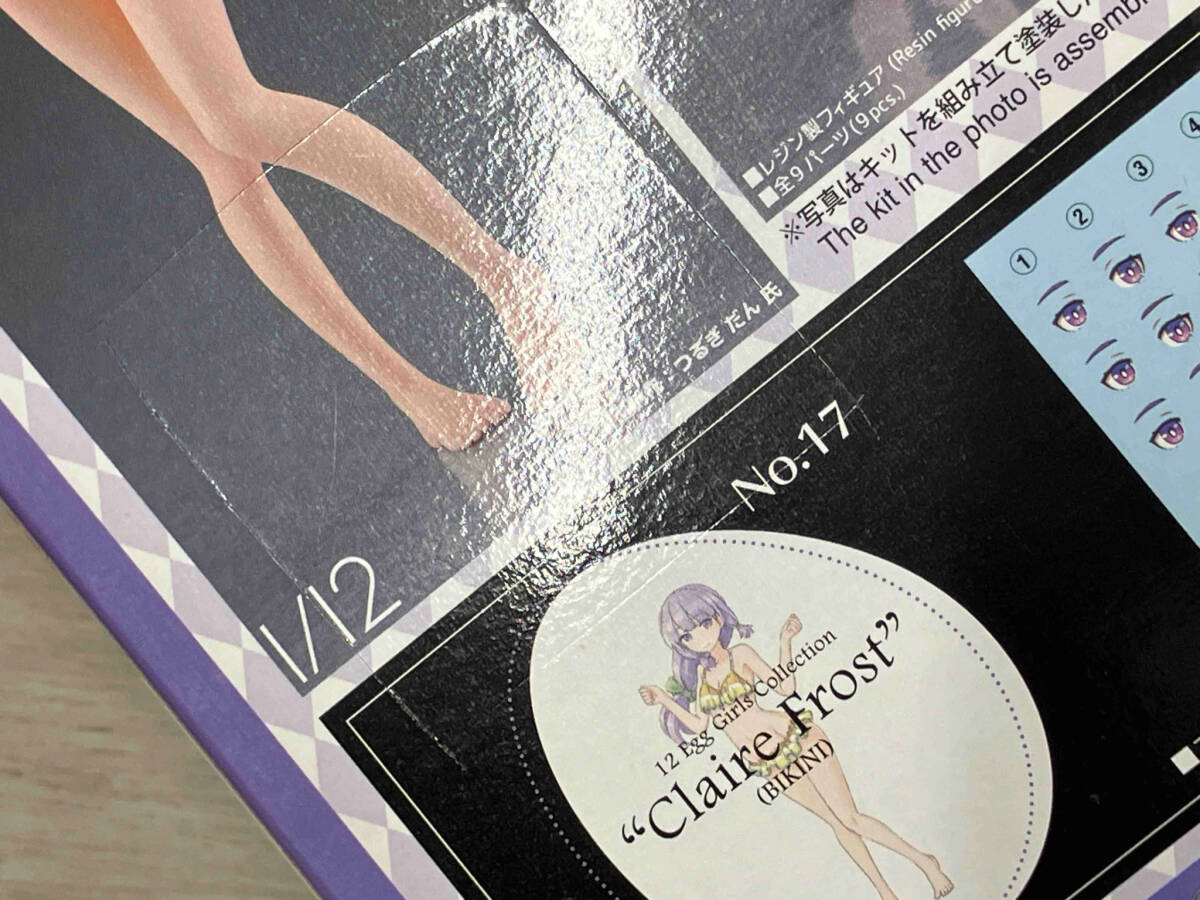 ■レジン製フィギュア (Resin figure
■全9パーツ(9pcs.)
※写真はキットを組み立て塗装し
The kit in the photo is assemb
つるぎ だん 氏
1/12
No.17
12 Egg Girls Collection
“Claire Frost”
(BIKINI)
①
②
③
④